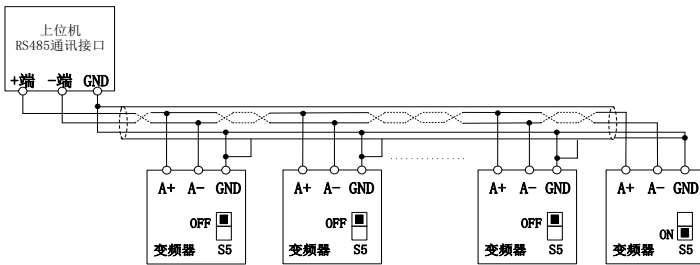 上位机
RS485通讯接口
+端 -端 GND
A+ A- GND
OFF
变频器 S5
A+ A- GND
OFF
变频器 S5
A+ A- GND
OFF
变频器 S5
A+ A- GND
ON
变频器 S5